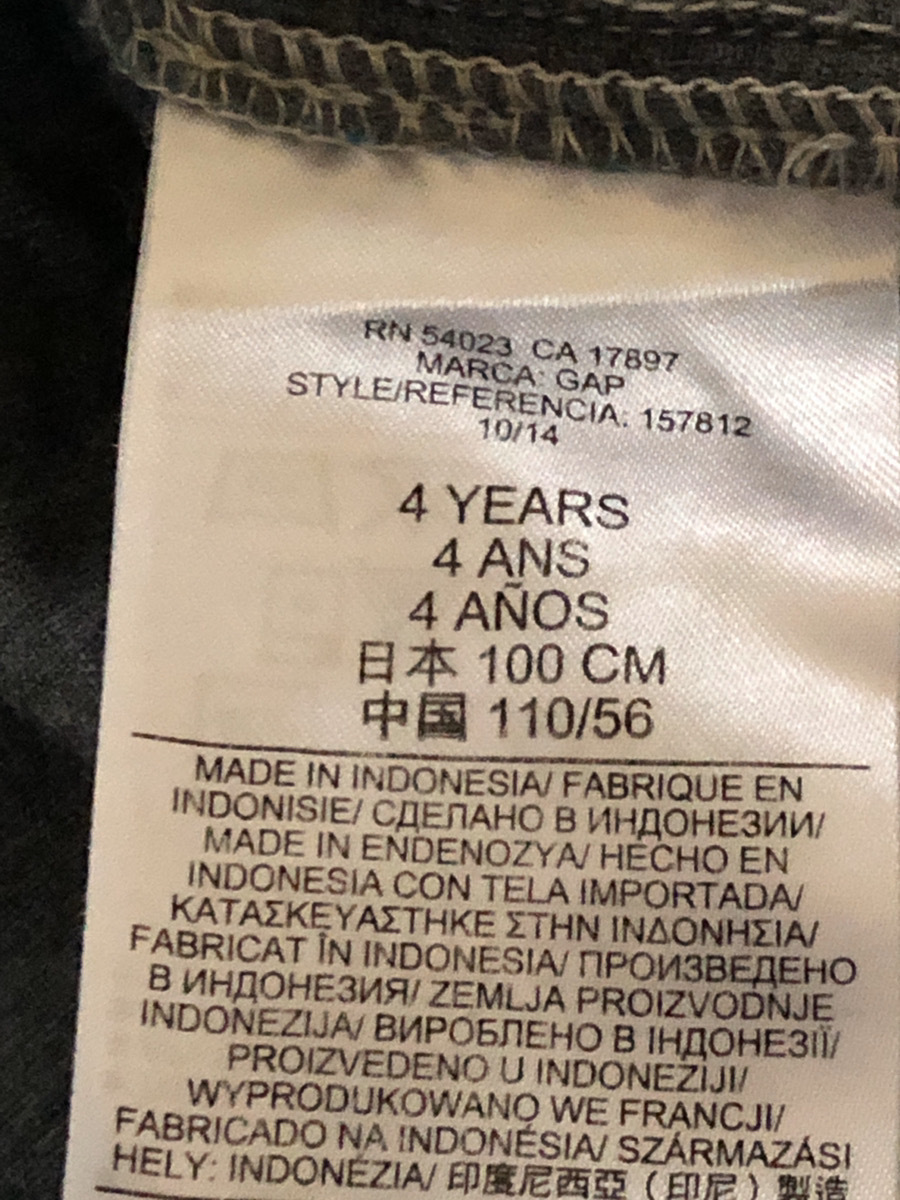 RN 54023 CA 17897
MARCA: GAP
STYLE/REFERENCIA: 157812
10/14
4 YEARS
4 ANS
4 AÑOS
日本 100 CM
中国 110/56
MADE IN INDONESIA/ FABRIQUE EN
INDONISIE/ СДЕЛАНО В ИНДОНЕЗИИ/
MADE IN ENDENOZYA/ HECHO EN
INDONESIA CON TELA IMPORTADA/
ΚΑΤΑΣΚΕΥΑΣΤΗΚΕ ΣΤΗΝ ΙΝΔΟΝΗΣΙΑ/
FABRICAT ÎN INDONESIA/ ПРОИЗВЕДЕНО
В ИНДОНЕЗИЯ/ ZEMLJA PROIZVODNJE
INDONEZIJA/ ВИРОБЛЕНО В ІНДОНЕЗІЇ/
PROIZVEDENO U INDONEZIJI/
WYPRODUKOWANO WE FRANCJI/
FABRICADO NA INDONÉSIA/ SZÁRMAZÁSI
HELY: INDONÉZIA/ 印度尼西亞（印尼）製造